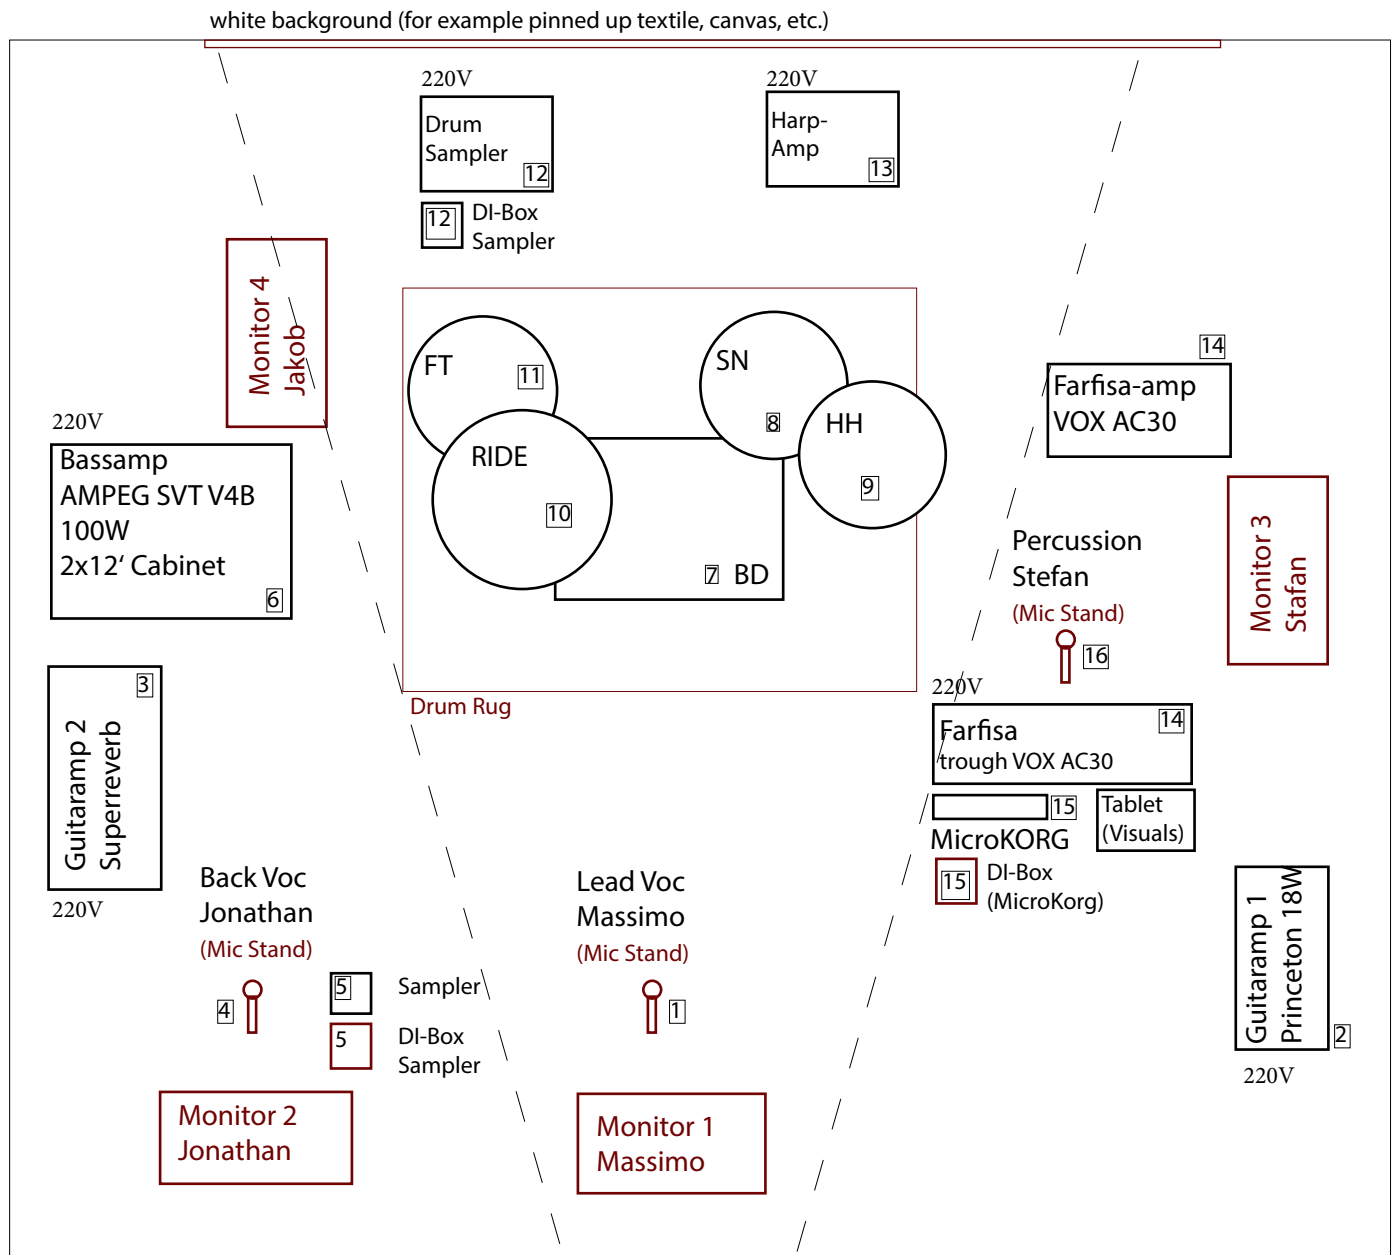 white background (for example pinned up textile, canvas, etc.)
220V
Drum
Sampler
12
220V
Harp-
Amp
13
12
DI-Box
Sampler
Monitor 4
Jakob
FT
11
SN
8
HH
9
RIDE
10
7
BD
Drum Rug
14
Farfisa-amp
VOX AC30
220V
Bassamp
AMPEG SVT V4B
100W
2x12‘ Cabinet
6
Percussion
Stefan
(Mic Stand)
16
Monitor 3
Stafan
3
Guitaramp 2
Superreverb
220V
220V
Farfisa
trough VOX AC30
14
15
MicroKORG
Tablet
(Visuals)
15
DI-Box
(MicroKorg)
Guitaramp 1
Princeton 18W
2
220V
Back Voc
Jonathan
(Mic Stand)
4
5
Sampler
5
DI-Box
Sampler
Lead Voc
Massimo
(Mic Stand)
1
Monitor 2
Jonathan
Monitor 1
Massimo